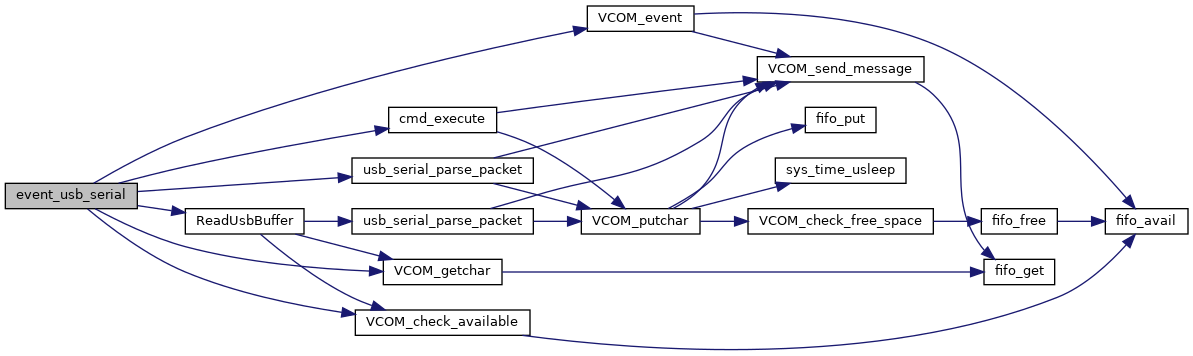 VCOM_event
VCOM_send_message
cmd_execute
fifo_put
usb_serial_parse_packet
sys_time_usleep
event_usb_serial
ReadUsbBuffer
usb_serial_parse_packet
VCOM_putchar
VCOM_check_free_space
fifo_free
fifo_avail
VCOM_getchar
fifo_get
VCOM_check_available